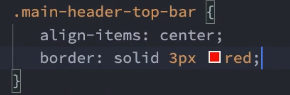 .main-header-top-bar {
align-items: center;
border: solid 3px red;
}